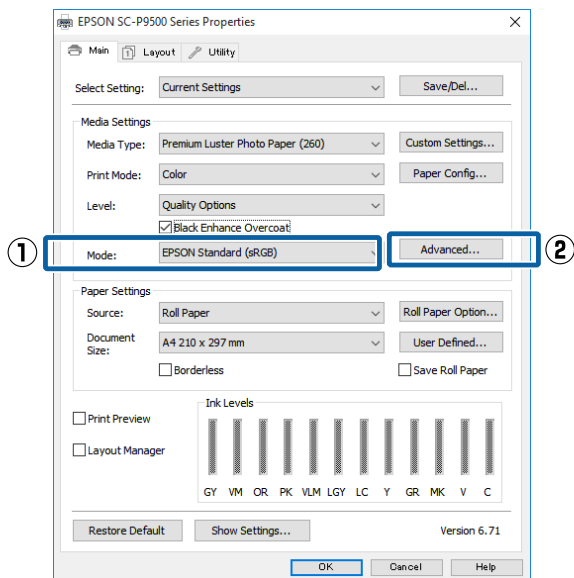 EPSON SC-P9500 Series Properties
Main Layout Utility
Select Setting: Current Settings Save/Del...
Media Settings
Media Type: Premium Luster Photo Paper (260) Custom Settings...
Print Mode: Color Paper Config...
Level: Quality Options
Black Enhance Overcoat
① Mode: EPSON Standard (sRGB) Advanced... ②
Paper Settings
Source: Roll Paper Roll Paper Option...
Document
Size: A4 210 x 297 mm User Defined...
Borderless Save Roll Paper
Ink Levels
Print Preview
Layout Manager
GY VM OR PK VLM LGY LC Y GR MK V C
Restore Default Show Settings... Version 6.71
OK Cancel Help